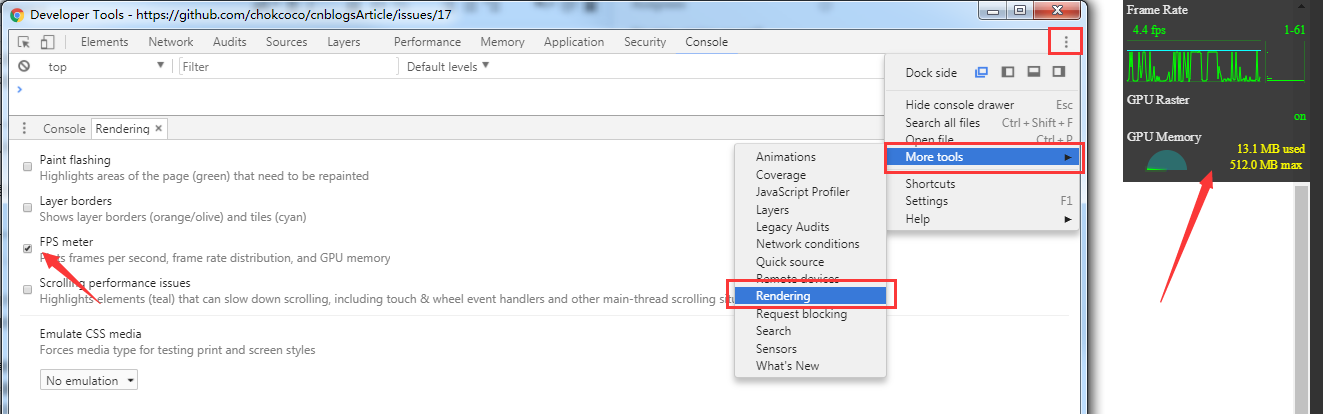 Developer Tools - https://github.com/chokcoco/cnblogsArticle/issues/17
Elements Network Audits Sources Layers Performance Memory Application Security Console
top Filter Default levels
Console Rendering
Paint flashing
Highlights areas of the page (green) that need to be repainted
Layer borders
Shows layer borders (orange/olive) and tiles (cyan)
FPS meter
frames per second, frame rate distribution, and GPU memory
Scrolling performance issues
Highlights elements (teal) that can slow down scrolling, including touch & wheel event handlers and other main-thread scrolling
Emulate CSS media
Forces media type for testing print and screen styles
No emulation
Dock side
Hide console drawer Esc
Search all files Ctrl + Shift + F
Open file Ctrl + P
More tools
Shortcuts
Settings F1
Help
Animations
Coverage
JavaScript Profiler
Layers
Legacy Audits
Network conditions
Quick source
Remote devices
Rendering
Request blocking
Search
Sensors
What's New
Frame Rate
4.4 fps 1-61
GPU Raster
on
GPU Memory
13.1 MB used
512.0 MB max